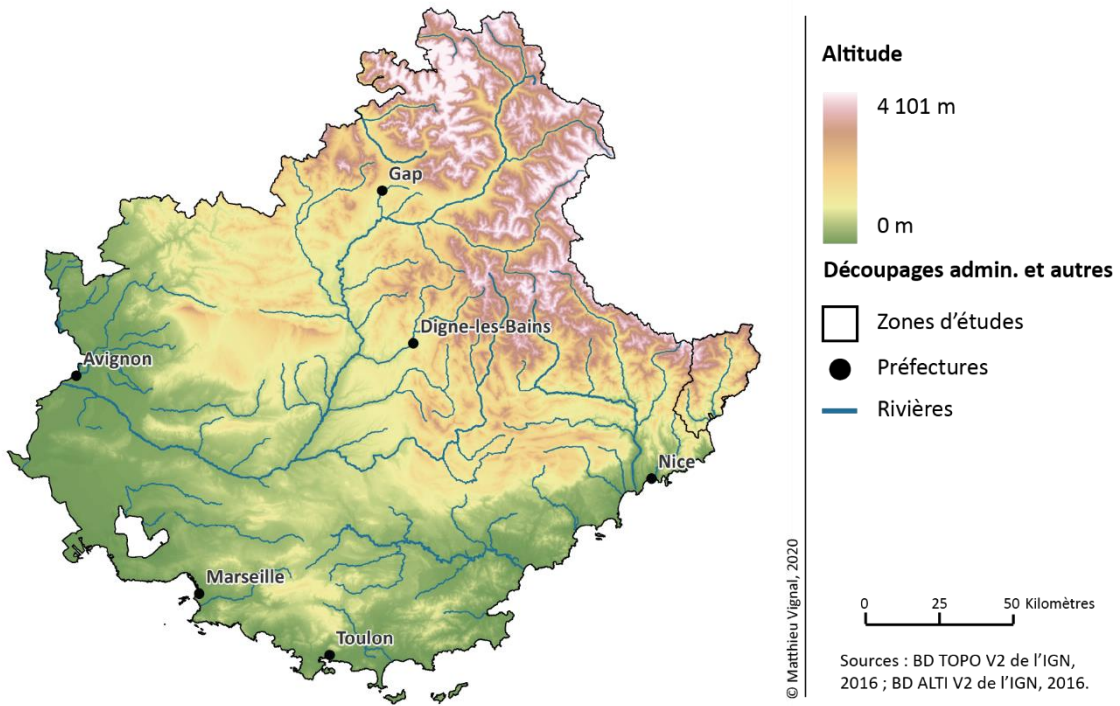 Gap
Digne-les-Bains
Avignon
Nice
Marseille
Toulon
© Matthieu Vignal, 2020
Altitude
4 101 m
0 m
Découpages admin. et autres
Zones d’études
Préfectures
Rivières
0 25 50 Kilomètres
Sources : BD TOPO V2 de l’IGN,
2016 ; BD ALTI V2 de l’IGN, 2016.